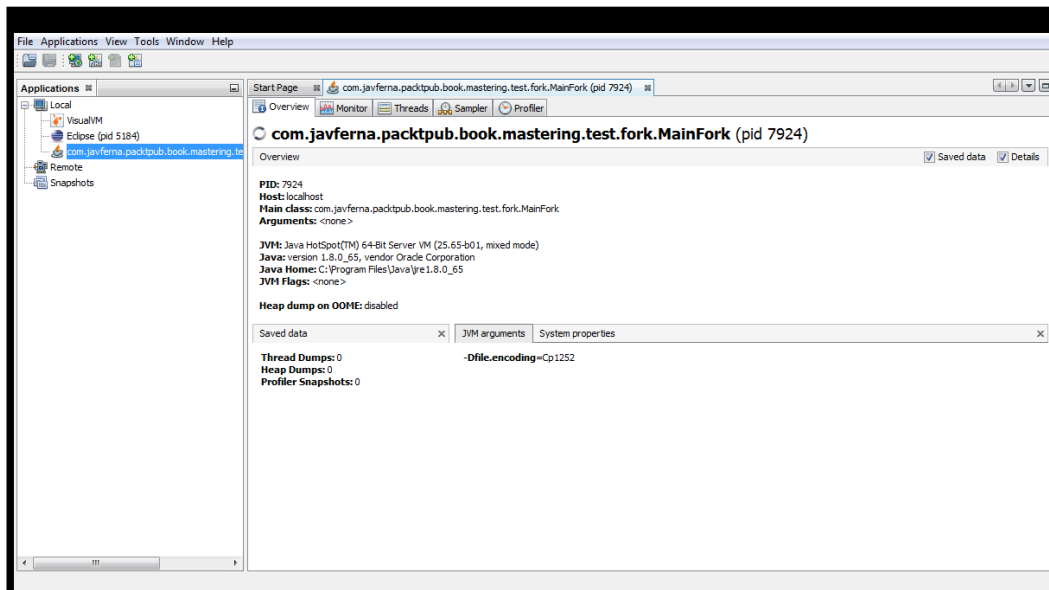 File Applications View Tools Window Help
Applications
Start Page com.javferna.packtpub.book.mastering.test.fork.MainFork (pid 7924)
Local
VisualVM
Eclipse (pid 5184)
com.javferna.packtpub.book.mastering.te
Remote
Snapshots
Overview Monitor Threads Sampler Profiler
com.javferna.packtpub.book.mastering.test.fork.MainFork (pid 7924)
Overview Saved data Details
PID: 7924
Host: localhost
Main class: com.javferna.packtpub.book.mastering.test.fork.MainFork
Arguments: <none>
JVM: Java HotSpot(TM) 64-Bit Server VM (25.65-b01, mixed mode)
Java: version 1.8.0_65, vendor Oracle Corporation
Java Home: C:\Program Files\Java\jre1.8.0_65
JVM Flags: <none>
Heap dump on OOME: disabled
Saved data
JVM arguments System properties
Thread Dumps: 0
Heap Dumps: 0
Profiler Snapshots: 0
-Dfile.encoding=Cp1252